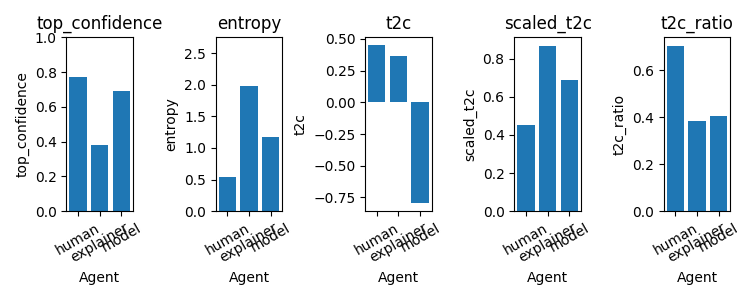 top_confidence
top_confidence
1.0
0.8
0.6
0.4
0.2
0.0
human
explainer
model
Agent
entropy
entropy
2.5
2.0
1.5
1.0
0.5
0.0
human
explainer
model
Agent
t2c
t2c
0.50
0.25
0.00
−0.25
−0.50
−0.75
human
explainer
model
Agent
scaled_t2c
scaled_t2c
0.8
0.6
0.4
0.2
0.0
human
explainer
model
Agent
t2c_ratio
t2c_ratio
0.6
0.4
0.2
0.0
human
explainer
model
Agent